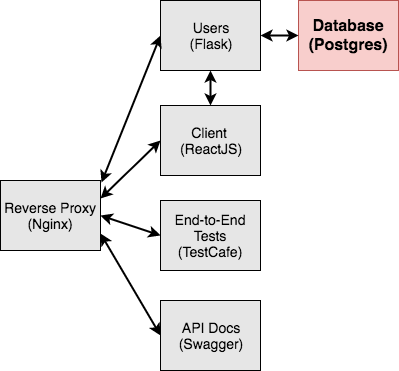 Users
(Flask)
Database
(Postgres)
Client
(ReactJS)
Reverse Proxy
(Nginx)
End-to-End
Tests
(TestCafe)
API Docs
(Swagger)